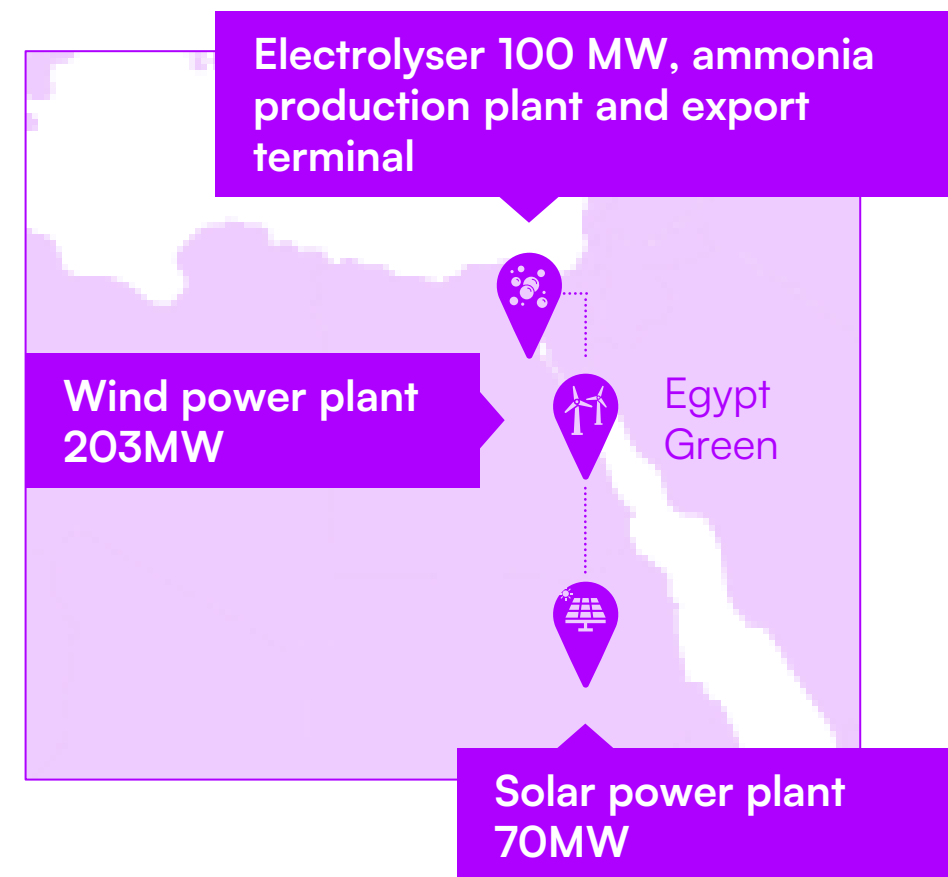 Electrolyser 100 MW, ammonia
production plant and export
terminal
Wind power plant
203MW
Egypt
Green
Solar power plant
70MW